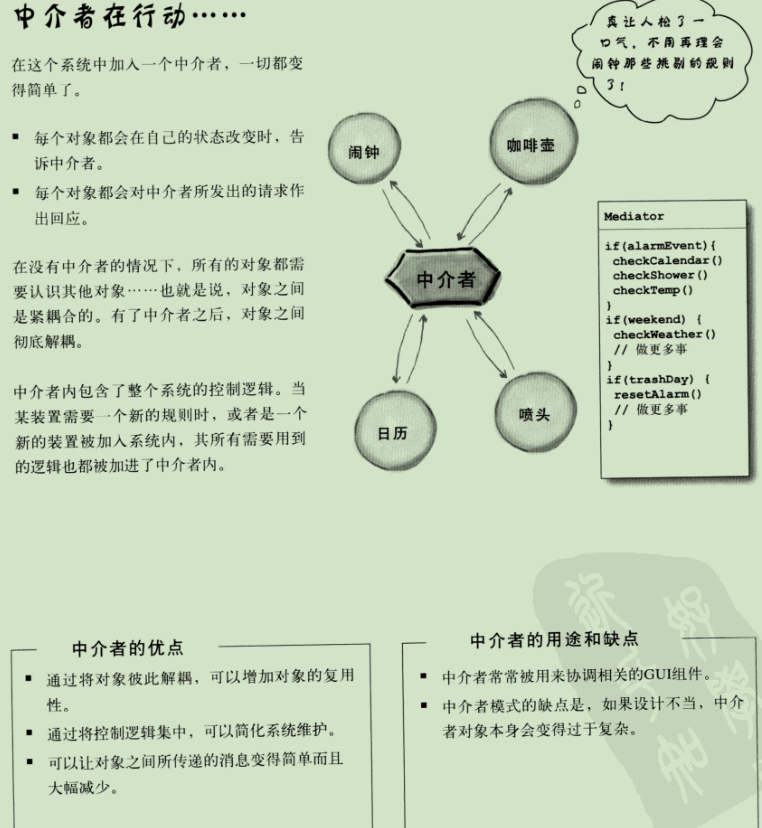 中介者在行动……
真让人松了一
口气，不用再理会
闹钟那些挑剔的规则
了！
在这个系统中加入一个中介者，一切都变
得简单了。
■ 每个对象都会在自己的状态改变时，告
诉中介者。
■ 每个对象都会对中介者所发出的请求作
出回应。
在没有中介者的情况下，所有的对象都需
要认识其他对象……也就是说，对象之间
是紧耦合的。有了中介者之后，对象之间
彻底解耦。
中介者内包含了整个系统的控制逻辑。当
某装置需要一个新的规则时，或者是一个
新的装置被加入系统内，其所有需要用到
的逻辑也都被加进了中介者内。
闹钟
咖啡壶
中介者
日历
喷头
Mediator
if(alarmEvent){
checkCalendar()
checkShower()
checkTemp()
}
if(weekend) {
checkWeather()
// 做更多事
}
if(trashDay) {
resetAlarm()
// 做更多事
}
中介者的优点
■ 通过将对象彼此解耦，可以增加对象的复用
性。
■ 通过将控制逻辑集中，可以简化系统维护。
■ 可以让对象之间所传递的消息变得简单而且
大幅减少。
中介者的用途和缺点
■ 中介者常常被用来协调相关的GUI组件。
■ 中介者模式的缺点是，如果设计不当，中介
者对象本身会变得过于复杂。